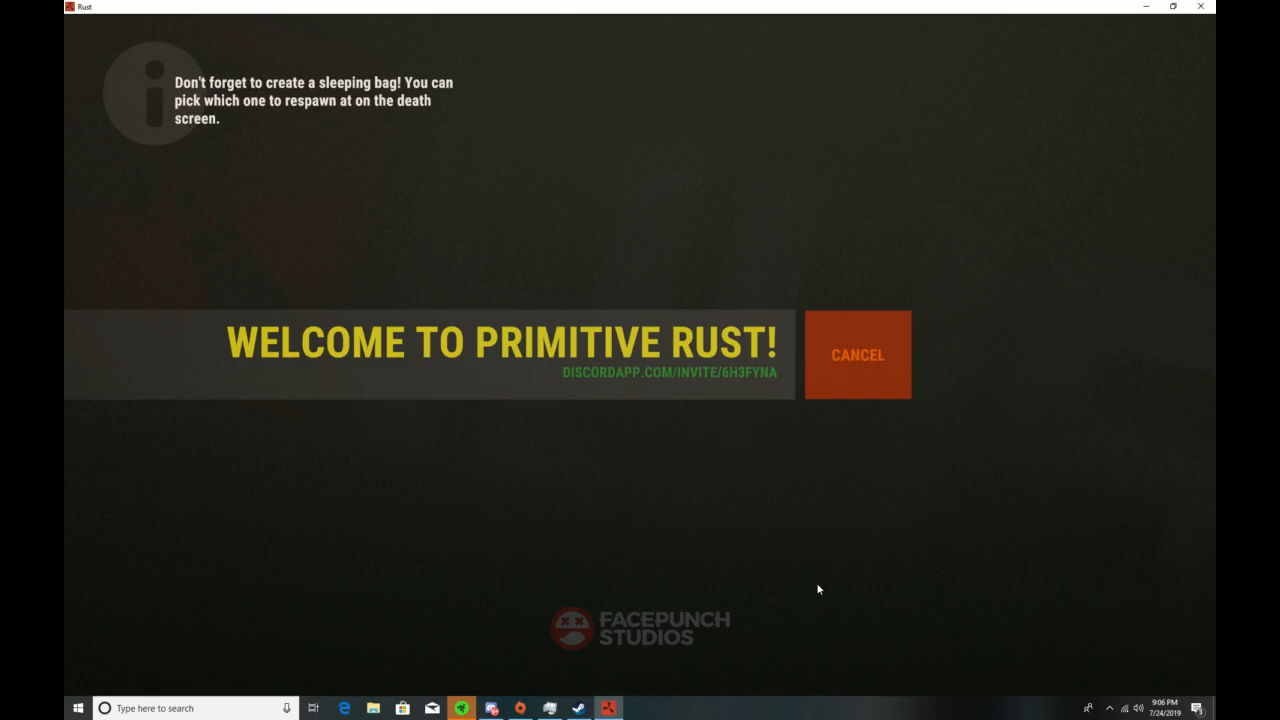 Rust
Don't forget to create a sleeping bag! You can
pick which one to respawn at on the death
screen.
WELCOME TO PRIMITIVE RUST!
DISCORDAPP.COM/INVITE/6H3FYNA
CANCEL
FACEPUNCH
STUDIOS
Type here to search
9:06 PM
7/24/2019
3